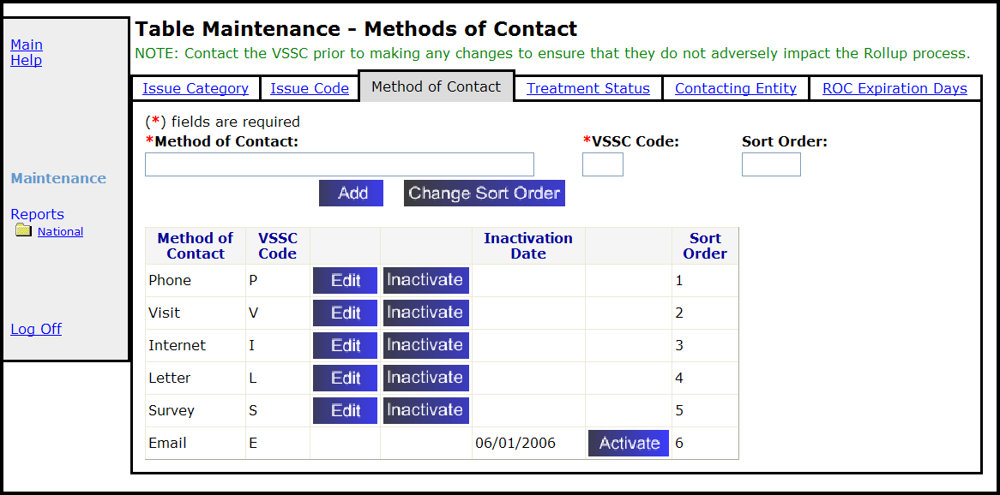 Main
Help
Maintenance
Reports
National
Log Off
Table Maintenance - Methods of Contact
NOTE: Contact the VSSC prior to making any changes to ensure that they do not adversely impact the Rollup process.
Issue Category Issue Code Method of Contact Treatment Status Contacting Entity ROC Expiration Days
(*) fields are required
*Method of Contact: *VSSC Code: Sort Order:
Add Change Sort Order
Method of Contact VSSC Code Inactivation Date Sort Order
Phone P Edit Inactivate 1
Visit V Edit Inactivate 2
Internet I Edit Inactivate 3
Letter L Edit Inactivate 4
Survey S Edit Inactivate 5
Email E 06/01/2006 Activate 6